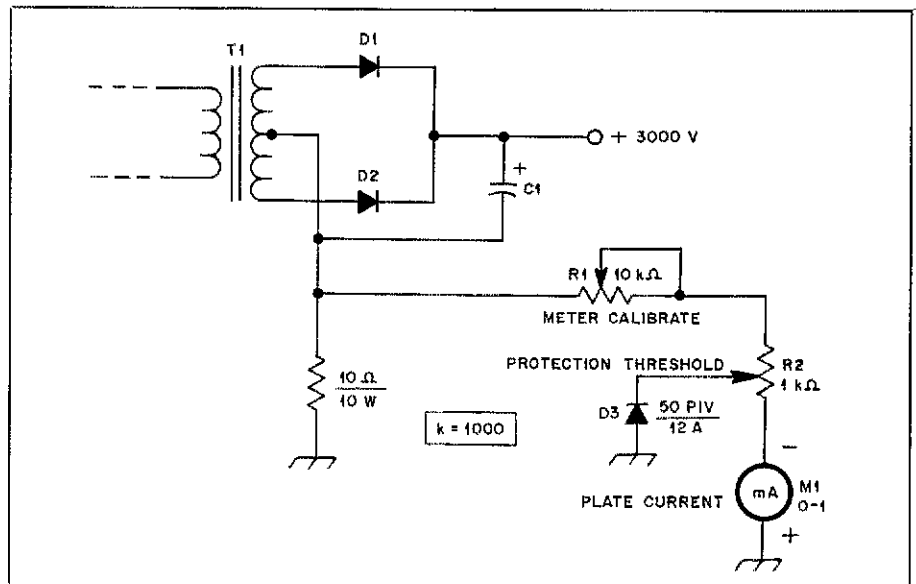 T1
D1
+ 3000 V
+
C1
D2
R1 10 kΩ
METER CALIBRATE
PROTECTION THRESHOLD
R2
1 kΩ
10 Ω
10 W
k = 1000
D3
50 PIV
12 A
-
mA
M1
0-1
PLATE CURRENT
+